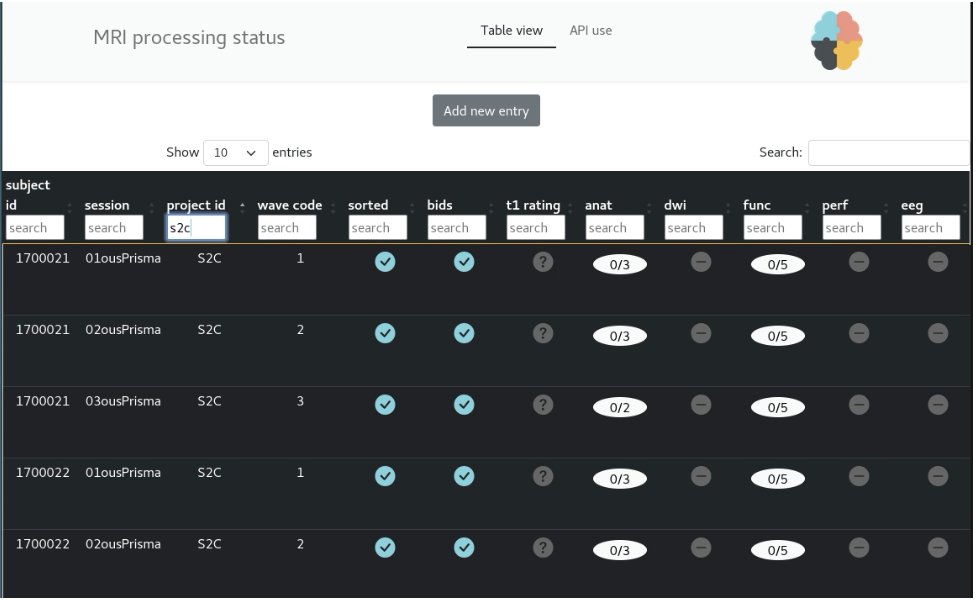 MRI processing status
Table view
API use
Add new entry
Show 10 entries
Search:
subject
id session project id wave code sorted bids t1 rating anat dwi func perf eeg
search search s2c search search search search search search search search search
1700021 01ousPrisma S2C 1 ? 0/3 0/5
1700021 02ousPrisma S2C 2 ? 0/3 0/5
1700021 03ousPrisma S2C 3 ? 0/2 0/5
1700022 01ousPrisma S2C 1 ? 0/3 0/5
1700022 02ousPrisma S2C 2 ? 0/3 0/5